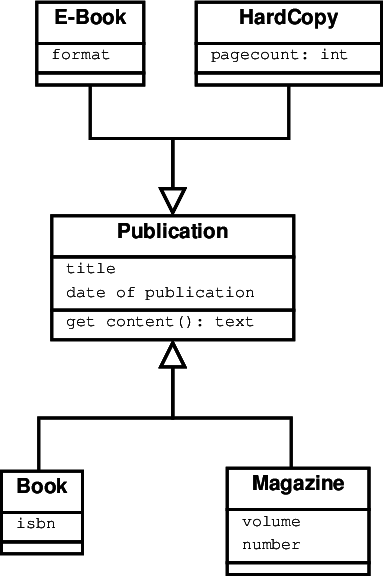 E-Book
format
HardCopy
pagecount: int
Publication
title
date of publication
get content(): text
Book
isbn
Magazine
volume
number